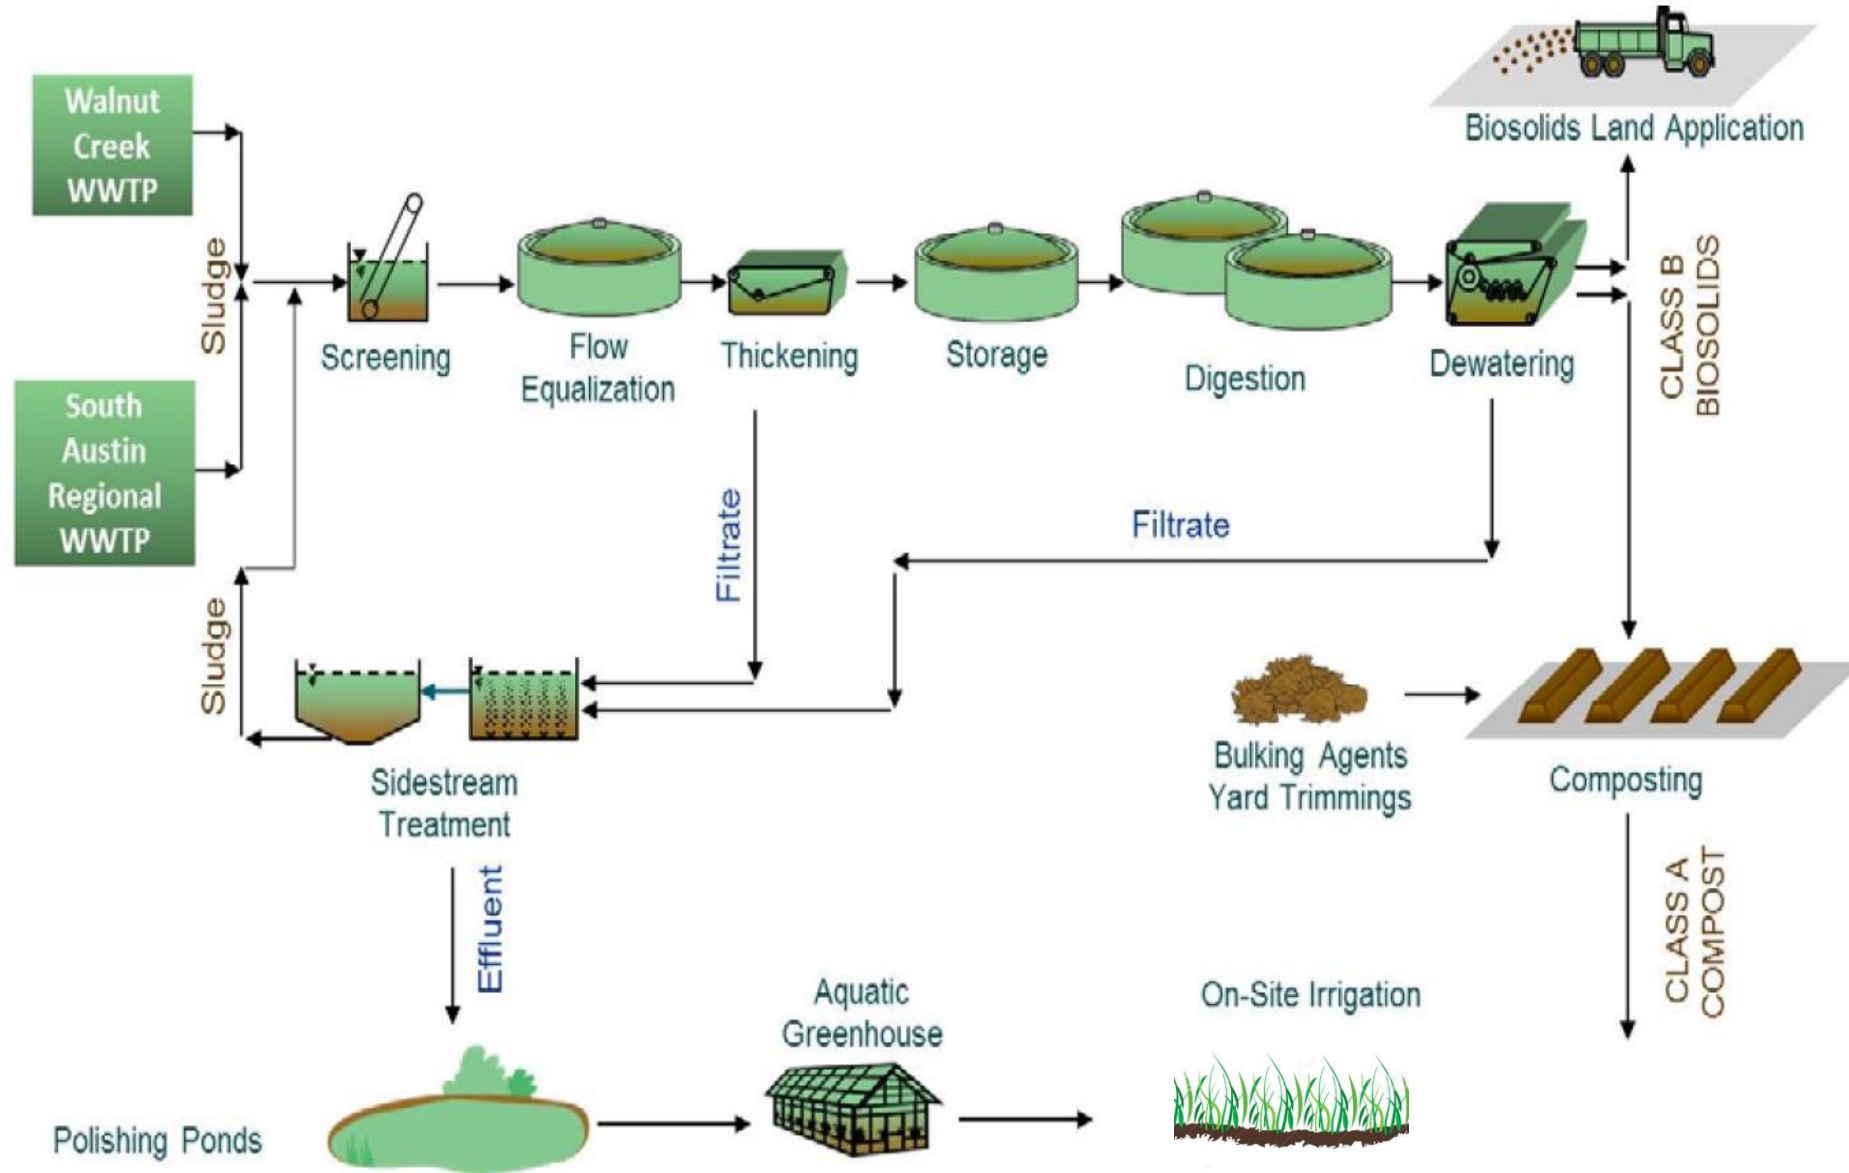 Walnut
Creek
WWTP
Biosolids Land Application
Sludge
Screening
Flow
Equalization
Thickening
Storage
Digestion
Dewatering
CLASS B
BIOSOLIDS
South
Austin
Regional
WWTP
Filtrate
Filtrate
Sludge
Sidestream
Treatment
Bulking Agents
Yard Trimmings
Composting
Effluent
CLASS A
COMPOST
Aquatic
Greenhouse
On-Site Irrigation
Polishing Ponds